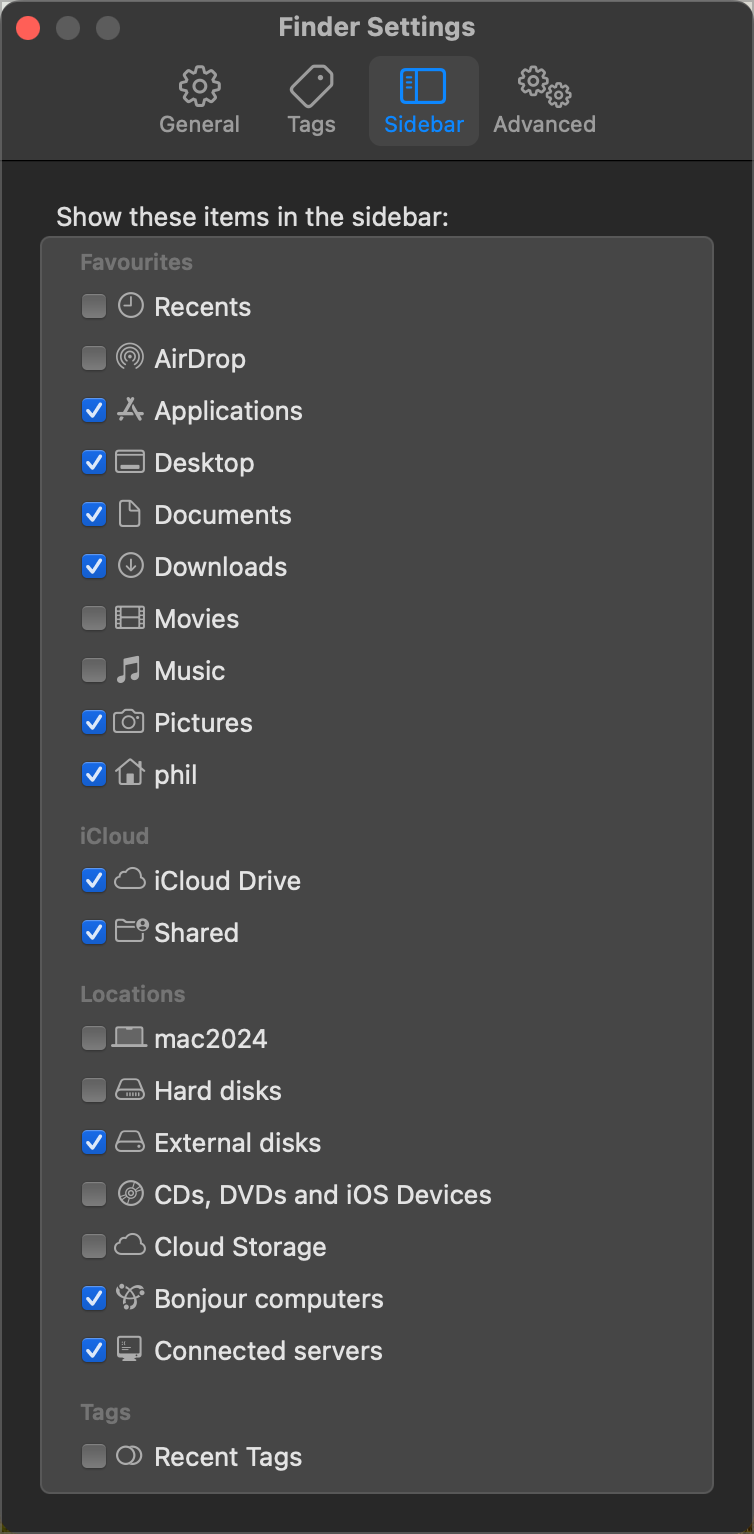 Finder Settings
General
Tags
Sidebar
Advanced
Show these items in the sidebar:
Favourites
Recents
AirDrop
Applications
Desktop
Documents
Downloads
Movies
Music
Pictures
phil
iCloud
iCloud Drive
Shared
Locations
mac2024
Hard disks
External disks
CDs, DVDs and iOS Devices
Cloud Storage
Bonjour computers
Connected servers
Tags
Recent Tags